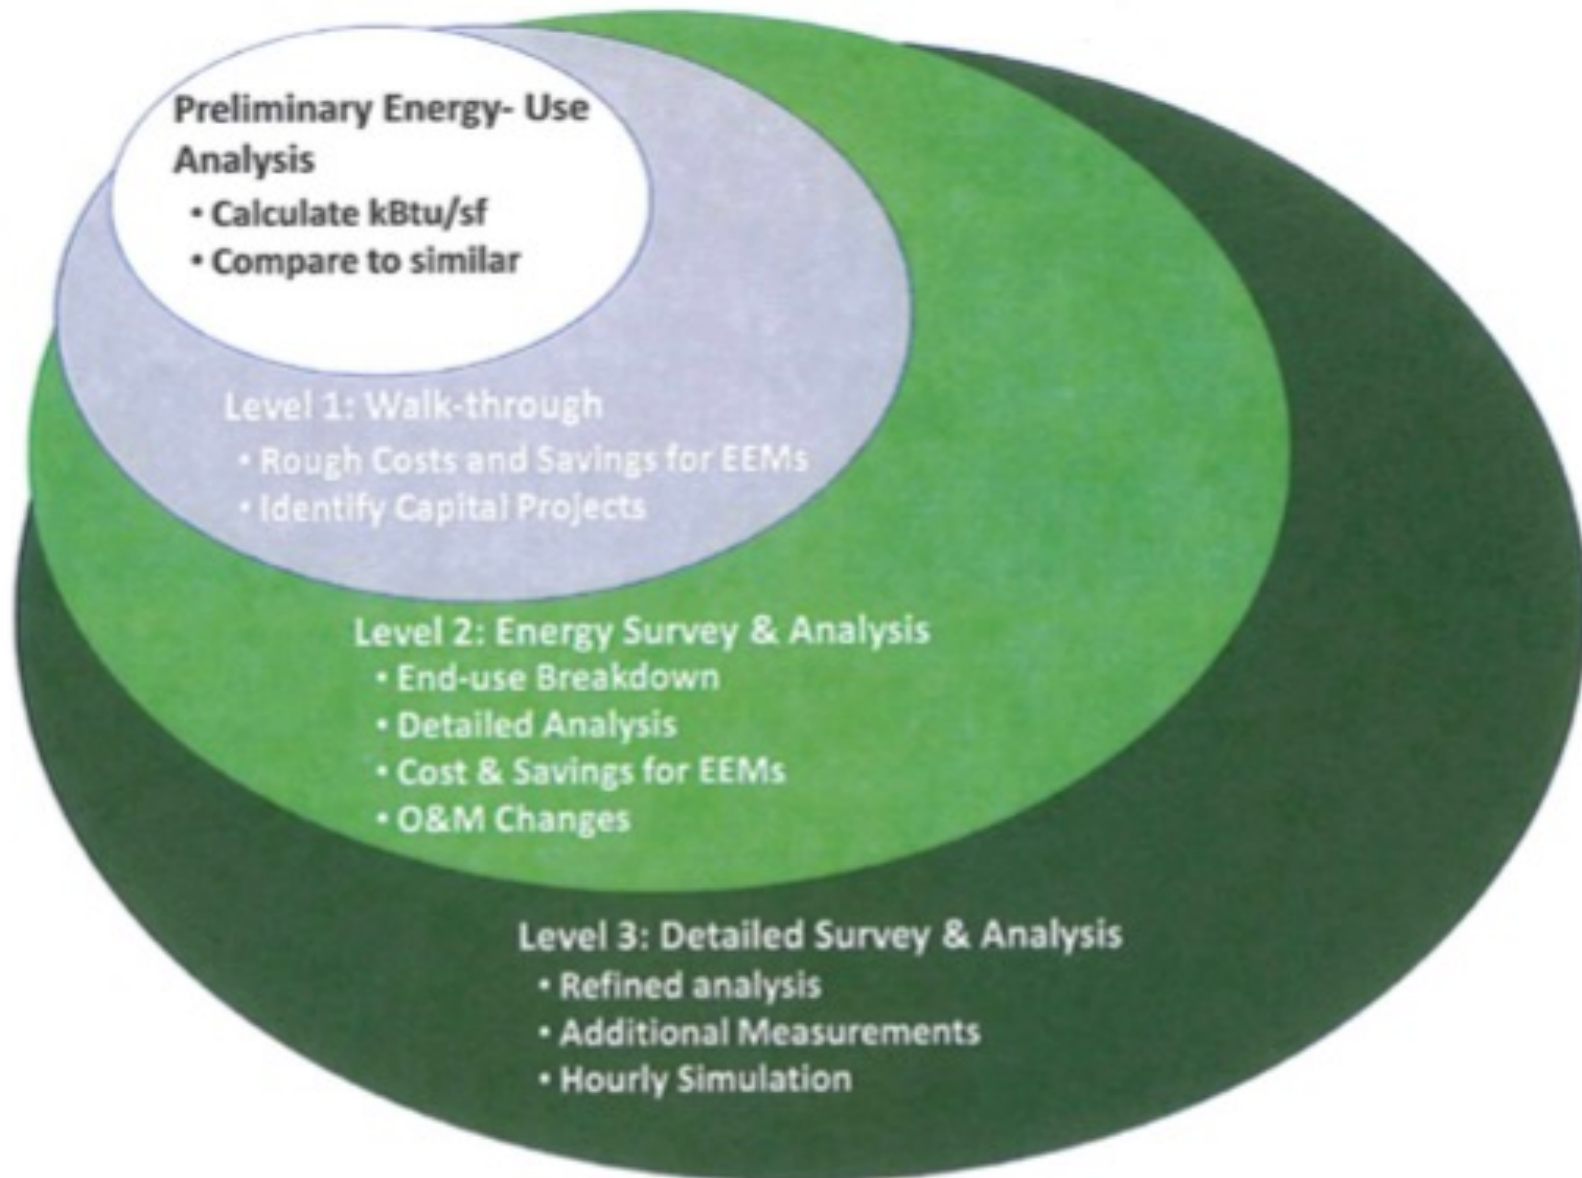 Preliminary Energy- Use
Analysis
• Calculate kBtu/sf
• Compare to similar
Level 1: Walk-through
• Rough Costs and Savings for EEMs
• Identify Capital Projects
Level 2: Energy Survey & Analysis
• End-use Breakdown
• Detailed Analysis
• Cost & Savings for EEMs
• O&M Changes
Level 3: Detailed Survey & Analysis
• Refined analysis
• Additional Measurements
• Hourly Simulation